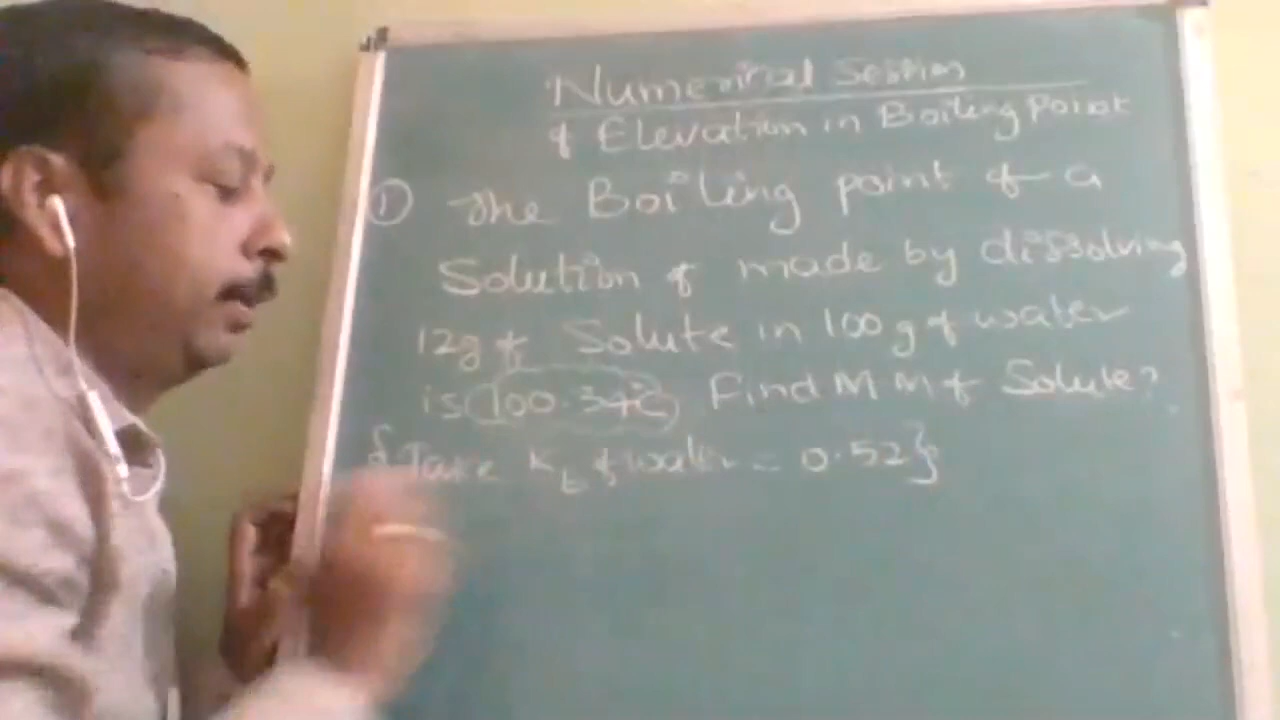 Numerical Session
of Elevation in Boiling Point
① The Boiling point of a
Solution of made by dissolving
12g of Solute in 100g of water
is 100.34°C Find M M of Solute?
{Take Kb of water = 0.52}